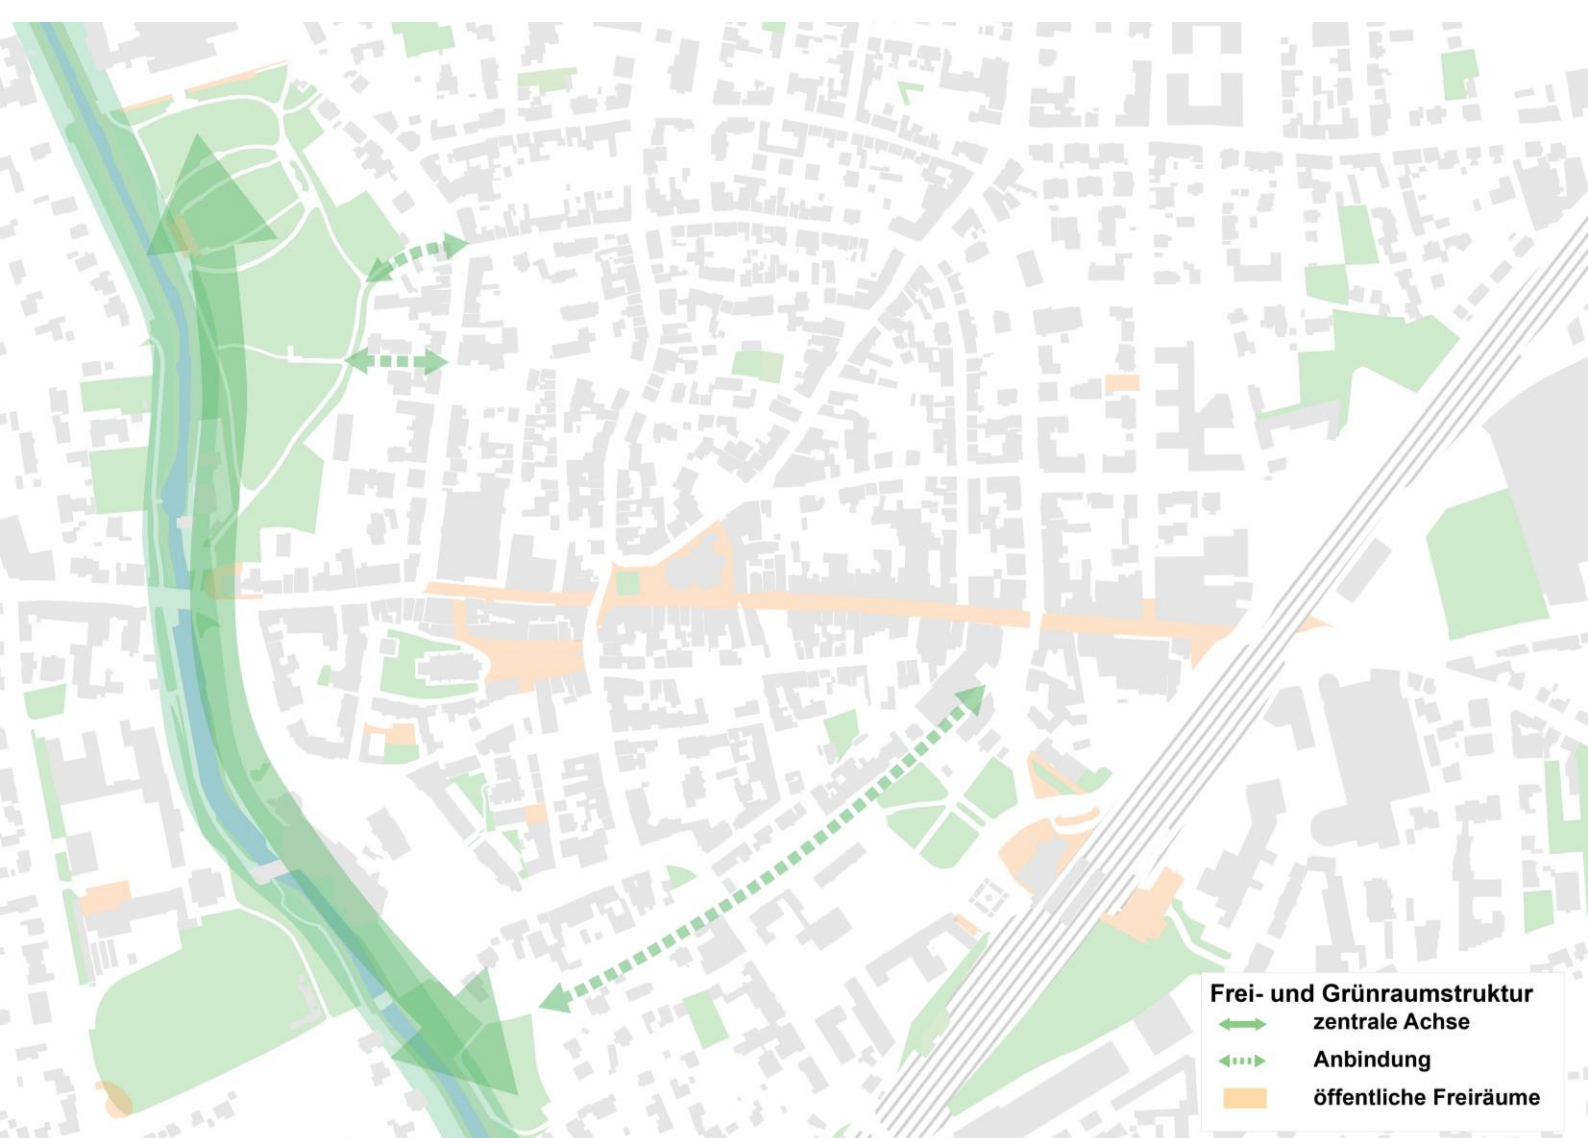 Frei- und Grünraumstruktur
zentrale Achse
Anbindung
öffentliche Freiräume